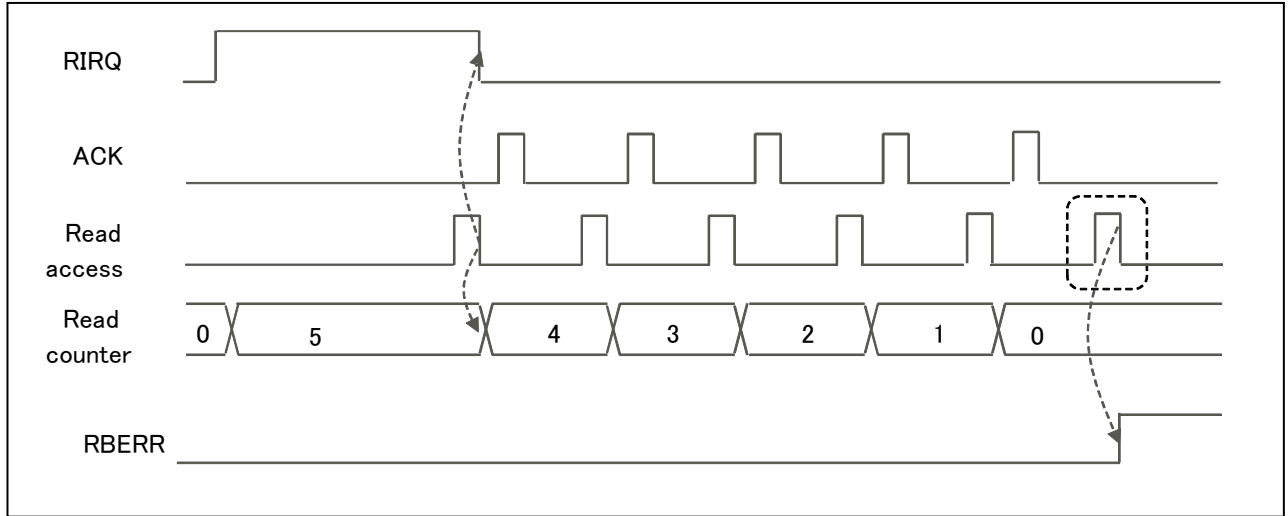 RIRQ
ACK
Read
access
Read
counter
0 5 4 3 2 1 0
RBERR